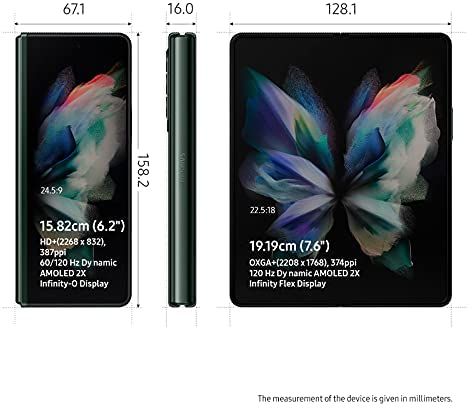 67.1
16.0
128.1
158.2
SAMSUNG
24.5:9
15.82cm (6.2")
HD+(2268 x 832),
387ppi
60/120 Hz Dynamic
AMOLED 2X
Infinity-O Display
22.5:18
19.19cm (7.6")
QXGA+(2208 x 1768), 374ppi
120 Hz Dynamic AMOLED 2X
Infinity Flex Display
The measurement of the device is given in millimeters.